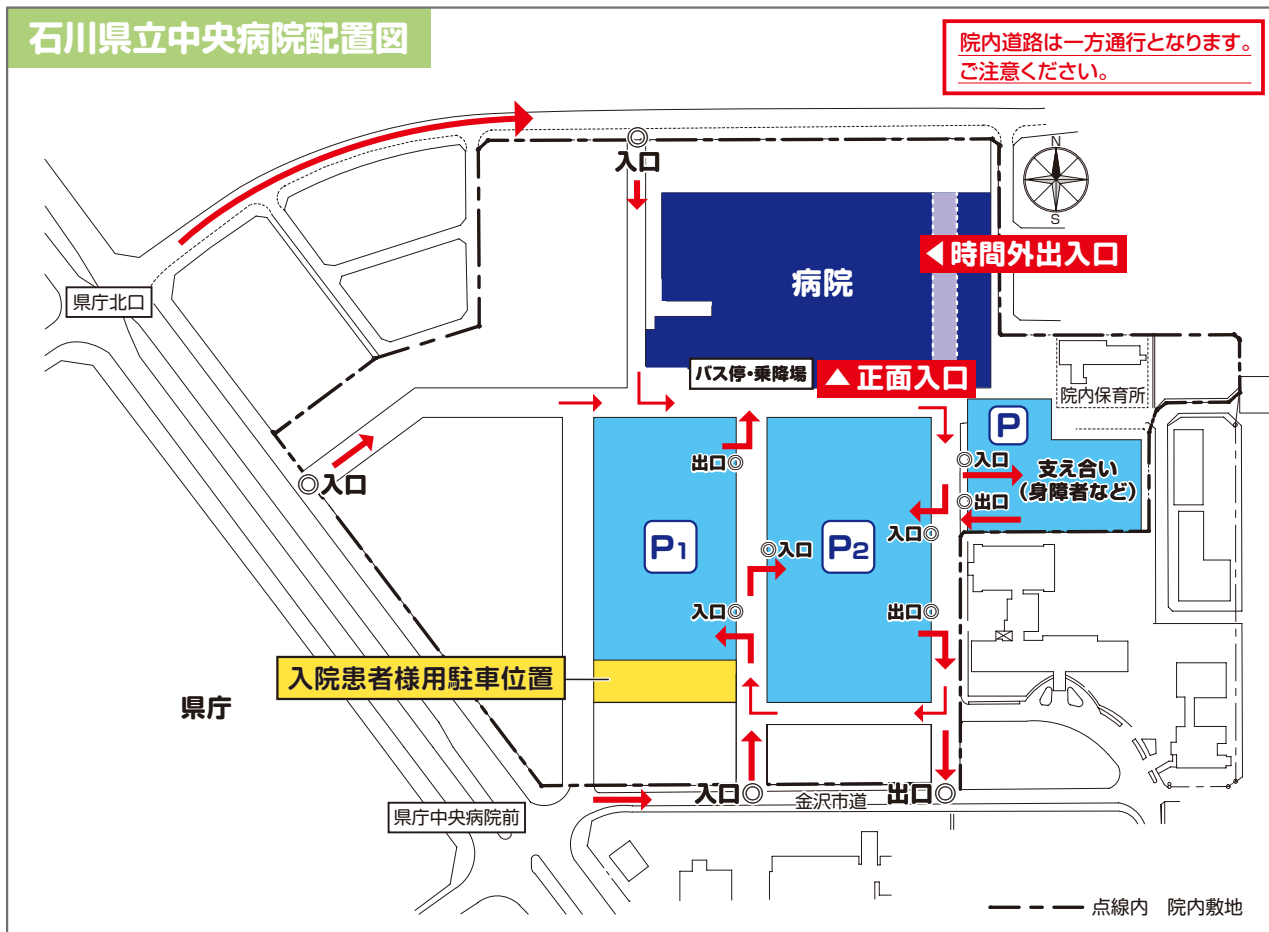 石川県立中央病院配置図
院内道路は一方通行となります。
ご注意ください。
入口
N
S
◀時間外出入口
病院
県庁北口
バス停・乗降場
▲正面入口
院内保育所
P
出口
入口
支え合い
(身障者など)
入口
出口
P1
入口
P2
入口
入口
出口
入院患者様用駐車位置
県庁
入口
金沢市道
出口
県庁中央病院前
点線内 院内敷地